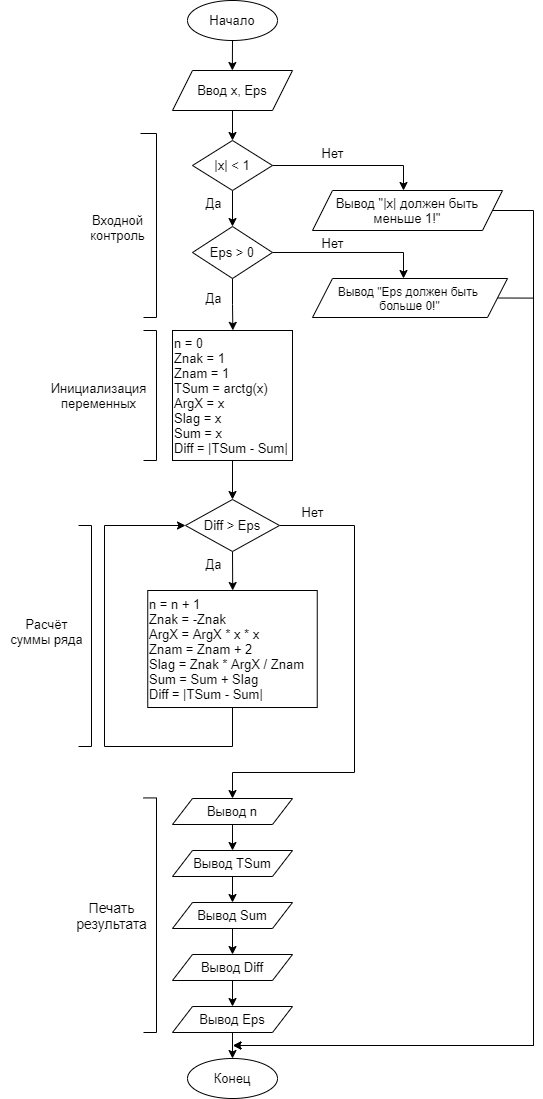 Начало
Ввод x, Eps
|x| < 1
Нет
Да
Вывод "|x| должен быть
меньше 1!"
Входной
контроль
Eps > 0
Нет
Да
Вывод "Eps должен быть
больше 0!"
Инициализация
переменных
n = 0
Znak = 1
Znam = 1
TSum = arctg(x)
ArgX = x
Slag = x
Sum = x
Diff = |TSum - Sum|
Diff > Eps
Нет
Да
Расчёт
суммы ряда
n = n + 1
Znak = -Znak
ArgX = ArgX * x * x
Znam = Znam + 2
Slag = Znak * ArgX / Znam
Sum = Sum + Slag
Diff = |TSum - Sum|
Печать
результата
Вывод n
Вывод TSum
Вывод Sum
Вывод Diff
Вывод Eps
Конец